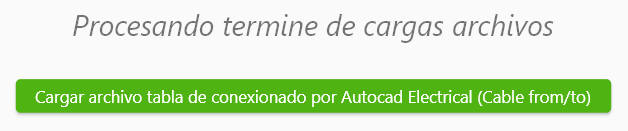 Procesando termine de cargas archivos
Cargar archivo tabla de conexionado por Autocad Electrical (Cable from/to)